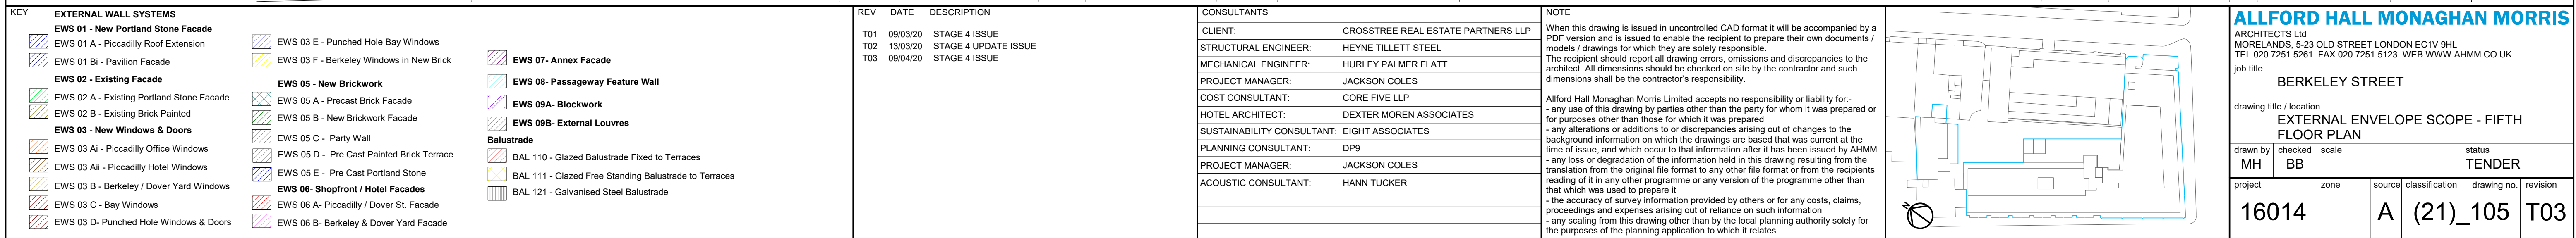 KEY
EXTERNAL WALL SYSTEMS
EWS 01 - New Portland Stone Facade
EWS 01 A - Piccadilly Roof Extension
EWS 01 Bi - Pavilion Facade
EWS 02 - Existing Facade
EWS 02 A - Existing Portland Stone Facade
EWS 02 B - Existing Brick Painted
EWS 03 - New Windows & Doors
EWS 03 Ai - Piccadilly Office Windows
EWS 03 Aii - Piccadilly Hotel Windows
EWS 03 B - Berkeley / Dover Yard Windows
EWS 03 C - Bay Windows
EWS 03 D- Punched Hole Windows & Doors
EWS 03 E - Punched Hole Bay Windows
EWS 03 F - Berkeley Windows in New Brick
EWS 05 - New Brickwork
EWS 05 A - Precast Brick Facade
EWS 05 B - New Brickwork Facade
EWS 05 C - Party Wall
EWS 05 D - Pre Cast Painted Brick Terrace
EWS 05 E - Pre Cast Portland Stone
EWS 06- Shopfront / Hotel Facades
EWS 06 A- Piccadilly / Dover St. Facade
EWS 06 B- Berkeley & Dover Yard Facade
EWS 07- Annex Facade
EWS 08- Passageway Feature Wall
EWS 09A- Blockwork
EWS 09B- External Louvres
Balustrade
BAL 110 - Glazed Balustrade Fixed to Terraces
BAL 111 - Glazed Free Standing Balustrade to Terraces
BAL 121 - Galvanised Steel Balustrade
REV DATE DESCRIPTION
T01 09/03/20 STAGE 4 ISSUE
T02 13/03/20 STAGE 4 UPDATE ISSUE
T03 09/04/20 STAGE 4 ISSUE
CONSULTANTS
CLIENT: CROSSTREE REAL ESTATE PARTNERS LLP
STRUCTURAL ENGINEER: HEYNE TILLETT STEEL
MECHANICAL ENGINEER: HURLEY PALMER FLATT
PROJECT MANAGER: JACKSON COLES
COST CONSULTANT: CORE FIVE LLP
HOTEL ARCHITECT: DEXTER MOREN ASSOCIATES
SUSTAINABILITY CONSULTANT: EIGHT ASSOCIATES
PLANNING CONSULTANT: DP9
PROJECT MANAGER: JACKSON COLES
ACOUSTIC CONSULTANT: HANN TUCKER
NOTE
When this drawing is issued in uncontrolled CAD format it will be accompanied by a
PDF version and is issued to enable the recipient to prepare their own documents /
models / drawings for which they are solely responsible.
The recipient should report all drawing errors, omissions and discrepancies to the
architect. All dimensions should be checked on site by the contractor and such
dimensions shall be the contractor's responsibility.
Allford Hall Monaghan Morris Limited accepts no responsibility or liability for:-
- any use of this drawing by parties other than the party for whom it was prepared or
for purposes other than those for which it was prepared
- any alterations or additions to or discrepancies arising out of changes to the
background information on which the drawings are based that was current at the
time of issue, and which occur to that information after it has been issued by AHMM
- any loss or degradation of the information held in this drawing resulting from the
translation from the original file format to any other file format or from the recipients
reading of it in any other programme or any version of the programme other than
that which was used to prepare it
- the accuracy of survey information provided by others or for any costs, claims,
proceedings and expenses arising out of reliance on such information
- any scaling from this drawing other than by the local planning authority solely for
the purposes of the planning application to which it relates
N
ALLFORD HALL MONAGHAN MORRIS
ARCHITECTS Ltd
MORELANDS, 5-23 OLD STREET LONDON EC1V 9HL
TEL 020 7251 5261 FAX 020 7251 5123 WEB WWW.AHMM.CO.UK
job title
BERKELEY STREET
drawing title / location
EXTERNAL ENVELOPE SCOPE - FIFTH
FLOOR PLAN
drawn by checked scale status
MH BB TENDER
project zone source classification drawing no. revision
16014 A (21)_105 T03